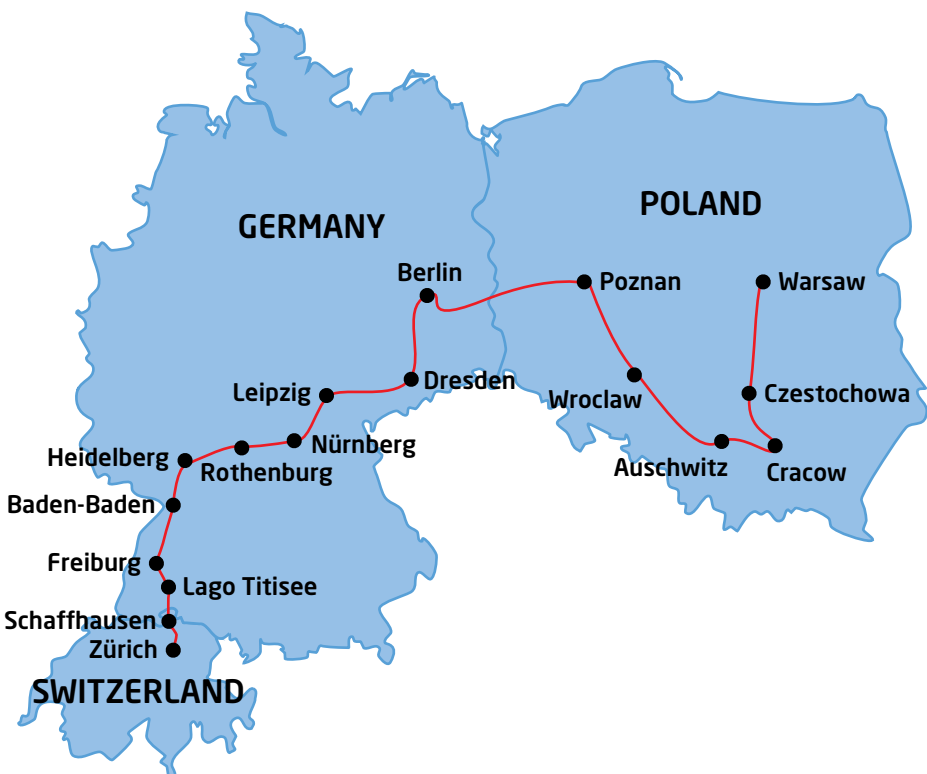 POLAND
GERMANY
Berlin
Poznan
Warsaw
Dresden
Leipzig
Czestochowa
Wroclaw
Nürnberg
Heidelberg
Rothenburg
Auschwitz
Cracow
Baden-Baden
Freiburg
Lago Titisee
Schaffhausen
Zürich
SWITZERLAND